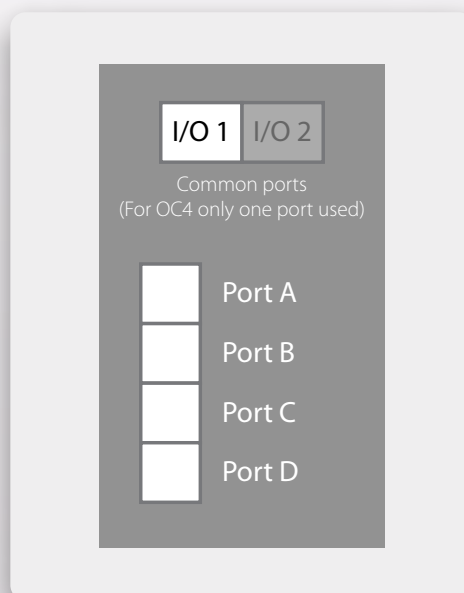 I/O 1 I/O 2
Common ports
(For OC4 only one port used)
Port A
Port B
Port C
Port D